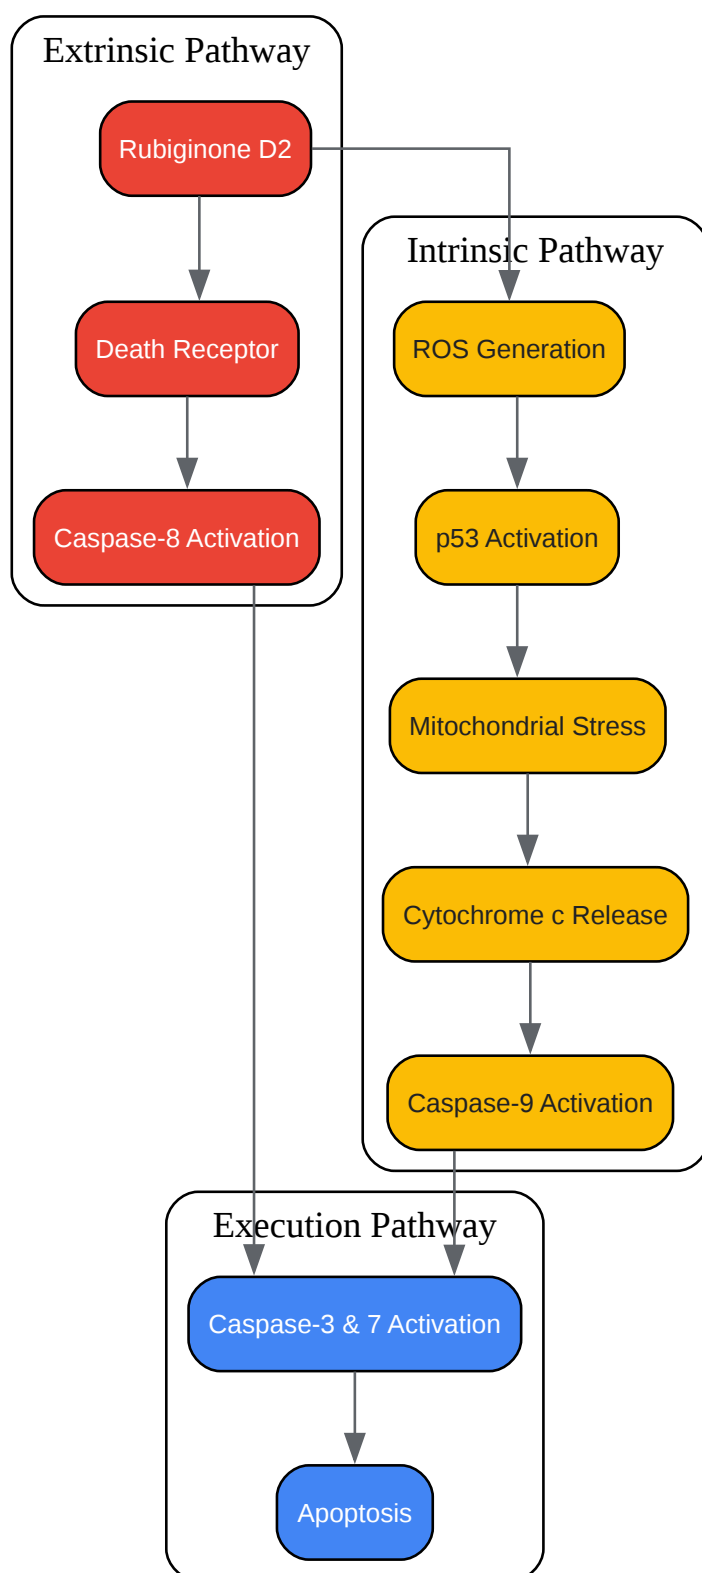 Extrinsic Pathway
Rubiginone D2
Death Receptor
Caspase-8 Activation
Intrinsic Pathway
ROS Generation
p53 Activation
Mitochondrial Stress
Cytochrome c Release
Caspase-9 Activation
Execution Pathway
Caspase-3 & 7 Activation
Apoptosis